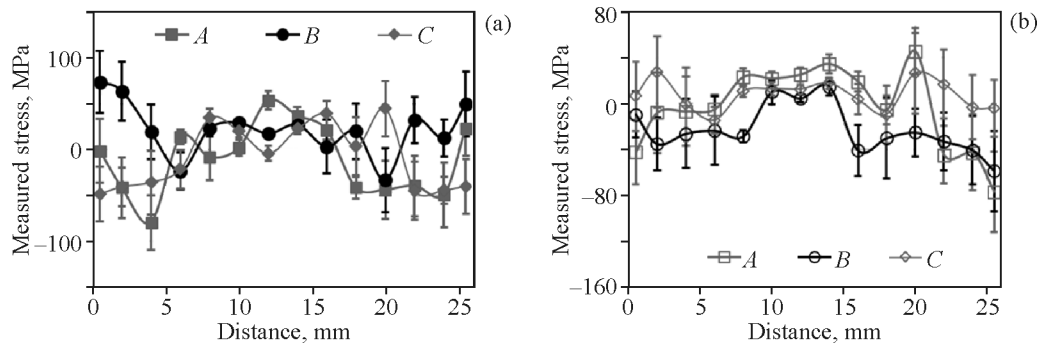 (a)
A B C
100
0
–100
Measured stress, MPa
0 5 10 15 20 25
Distance, mm
(b)
80
0
–80
–160
Measured stress, MPa
A B C
0 5 10 15 20 25
Distance, mm